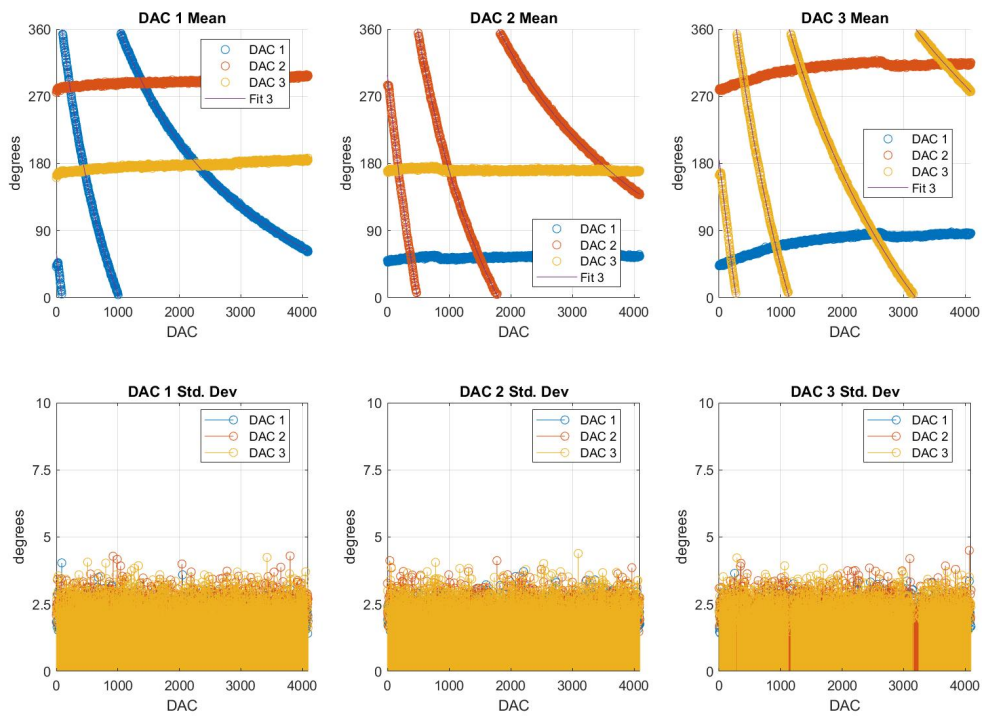 DAC 1 Mean
360
270
180
90
0
degrees
0 1000 2000 3000 4000
DAC
DAC 1
DAC 2
DAC 3
Fit 3
DAC 2 Mean
360
270
180
90
0
degrees
0 1000 2000 3000 4000
DAC
DAC 1
DAC 2
DAC 3
Fit 3
DAC 3 Mean
360
270
180
90
0
degrees
0 1000 2000 3000 4000
DAC
DAC 1
DAC 2
DAC 3
Fit 3
DAC 1 Std. Dev
10
7.5
5
2.5
0
degrees
0 1000 2000 3000 4000
DAC
DAC 1
DAC 2
DAC 3
DAC 2 Std. Dev
10
7.5
5
2.5
0
degrees
0 1000 2000 3000 4000
DAC
DAC 1
DAC 2
DAC 3
DAC 3 Std. Dev
10
7.5
5
2.5
0
degrees
0 1000 2000 3000 4000
DAC
DAC 1
DAC 2
DAC 3